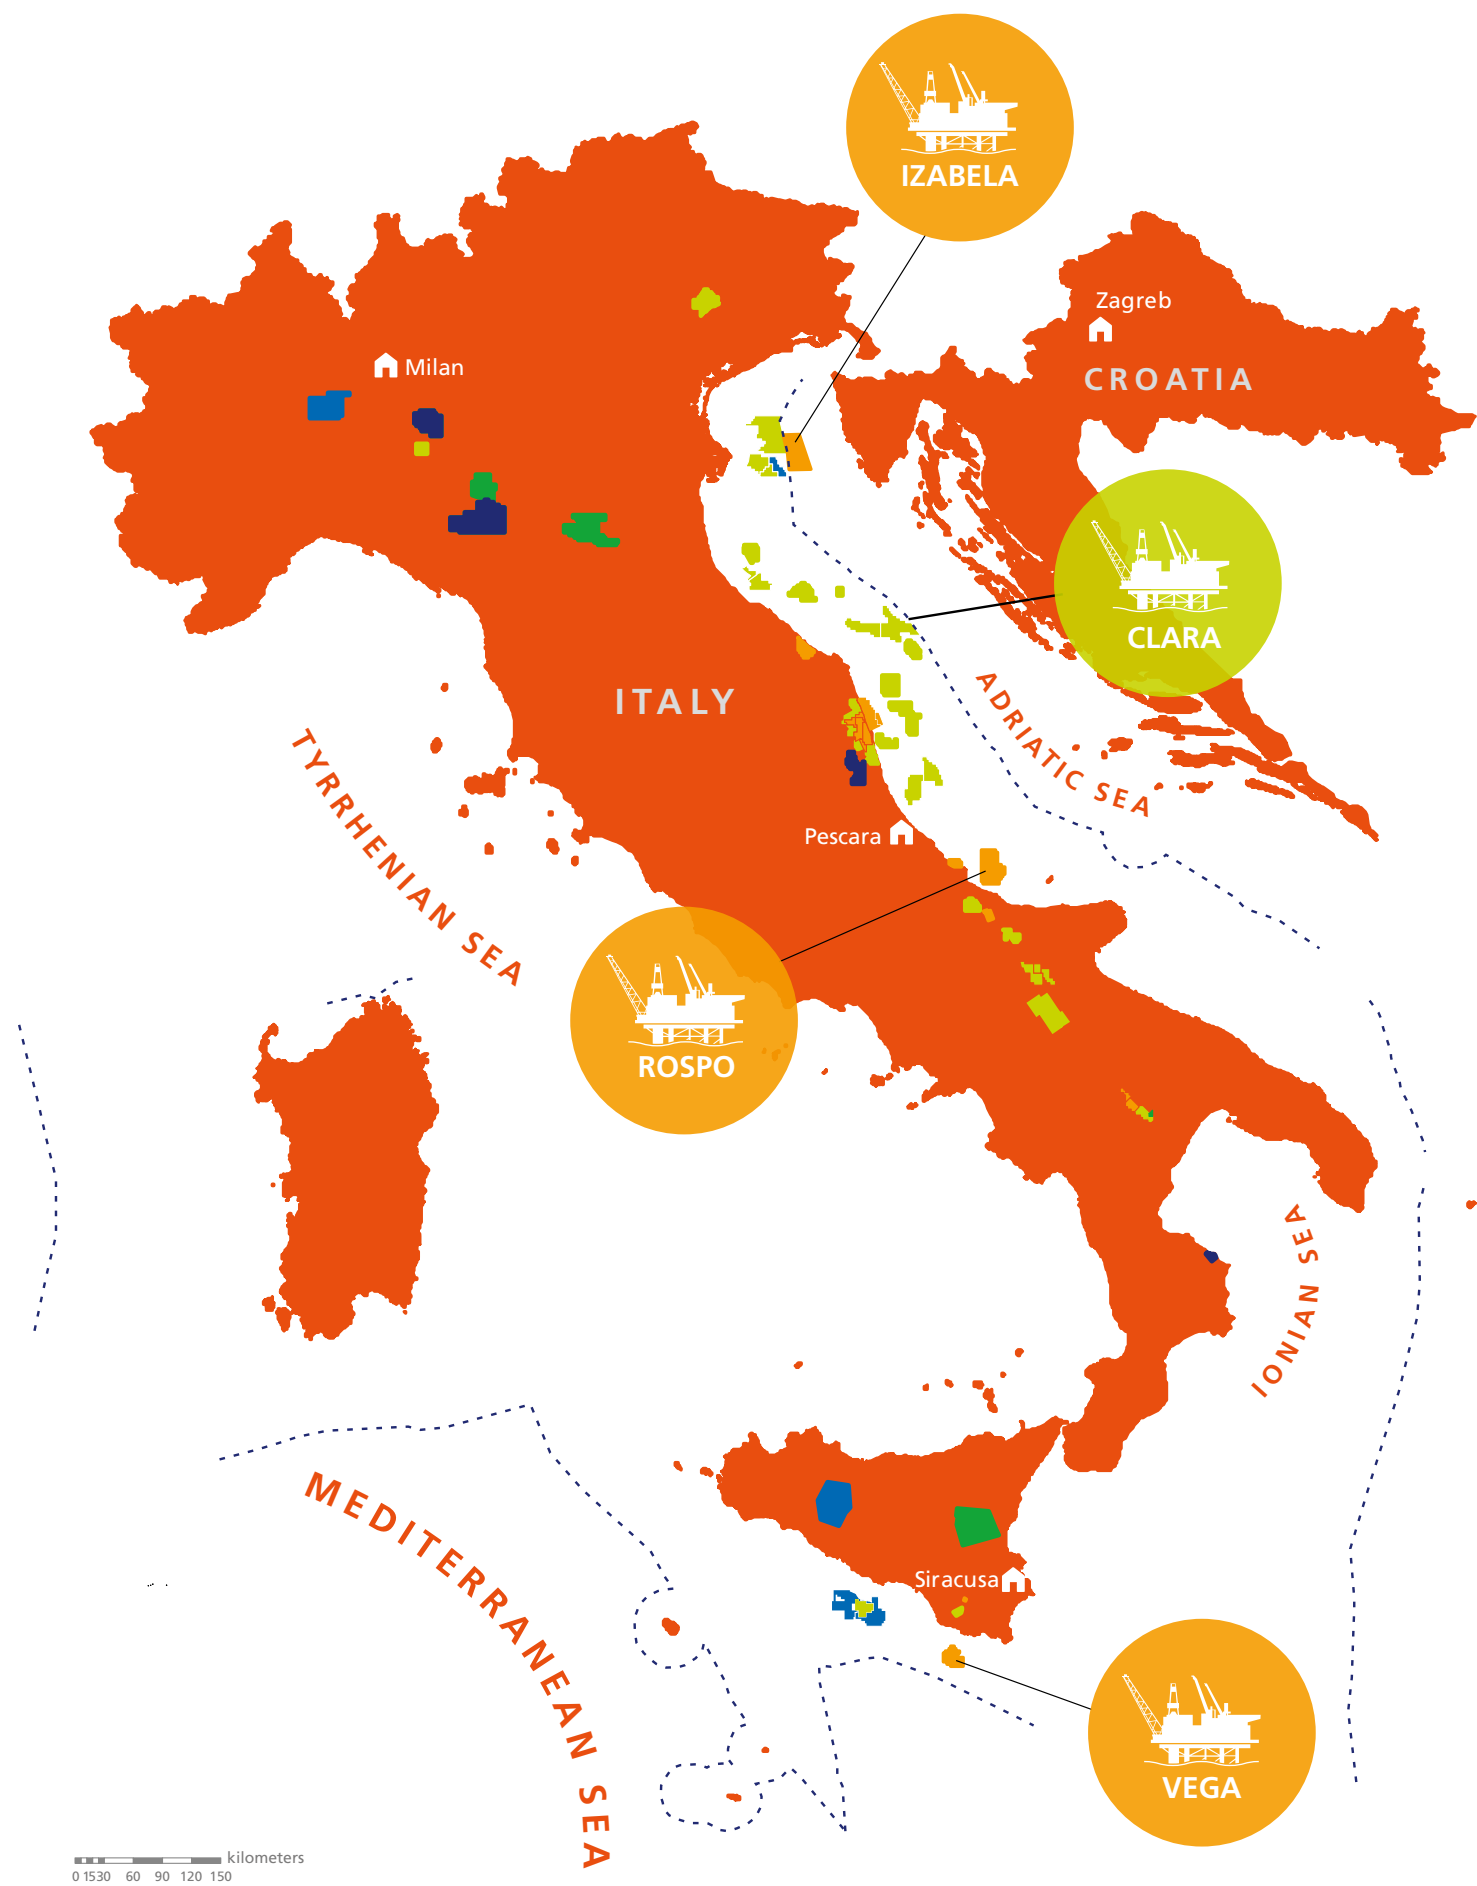 IZABELA
Zagreb
CROATIA
Milan
CLARA
ITALY
ADRIATIC SEA
TYRRHENIAN SEA
Pescara
ROSPO
IONIAN SEA
MEDITERRANEAN SEA
Siracusa
VEGA
kilometers
0 15 30 60 90 120 150